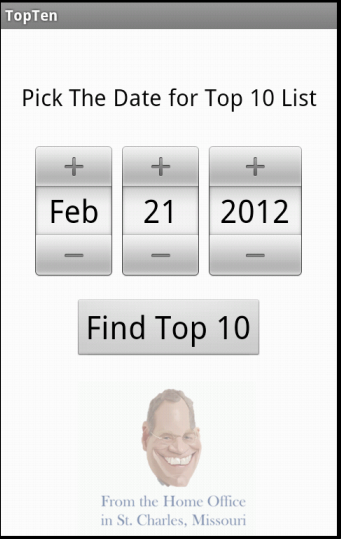 TopTen
Pick The Date for Top 10 List
+ + +
Feb 21 2012
− − −
Find Top 10
From the Home Office
in St. Charles, Missouri